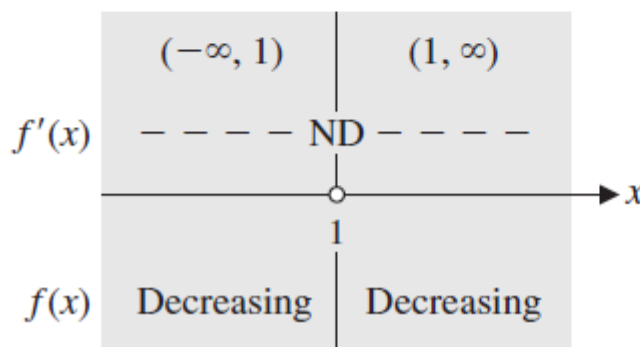 (−∞, 1) (1, ∞)
f′(x) − − − − − ND − − − − −
x
1
f(x) Decreasing Decreasing